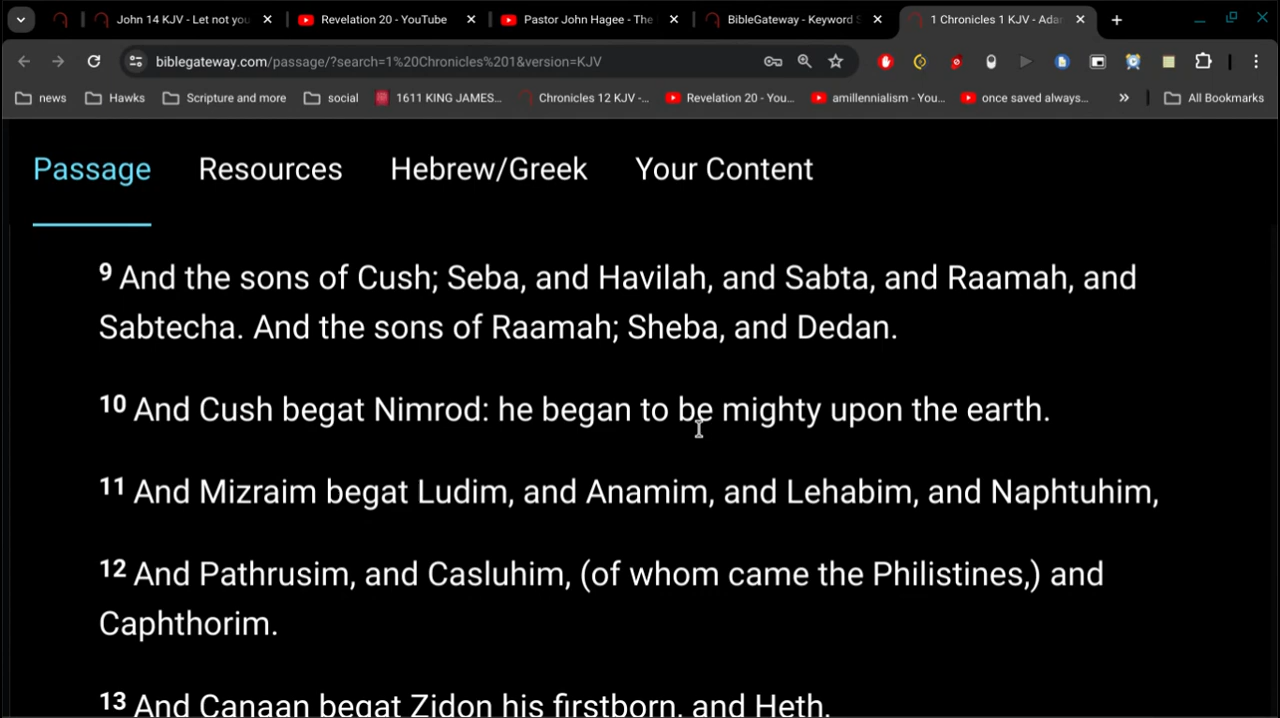 John 14 KJV - Let not you
Revelation 20 - YouTube
Pastor John Hagee - The
BibleGateway - Keyword S
1 Chronicles 1 KJV - Adar
biblegateway.com/passage/?search=1%20Chronicles%201&version=KJV
news
Hawks
Scripture and more
social
1611 KING JAMES...
Chronicles 12 KJV -...
Revelation 20 - You...
amillennialism - You...
once saved always...
All Bookmarks
Passage
Resources
Hebrew/Greek
Your Content
9 And the sons of Cush; Seba, and Havilah, and Sabta, and Raamah, and
Sabtecha. And the sons of Raamah; Sheba, and Dedan.
10 And Cush begat Nimrod: he began to be mighty upon the earth.
11 And Mizraim begat Ludim, and Anamim, and Lehabim, and Naphtuhim,
12 And Pathrusim, and Casluhim, (of whom came the Philistines,) and
Caphthorim.
13 And Canaan begat Zidon his firstborn, and Heth,